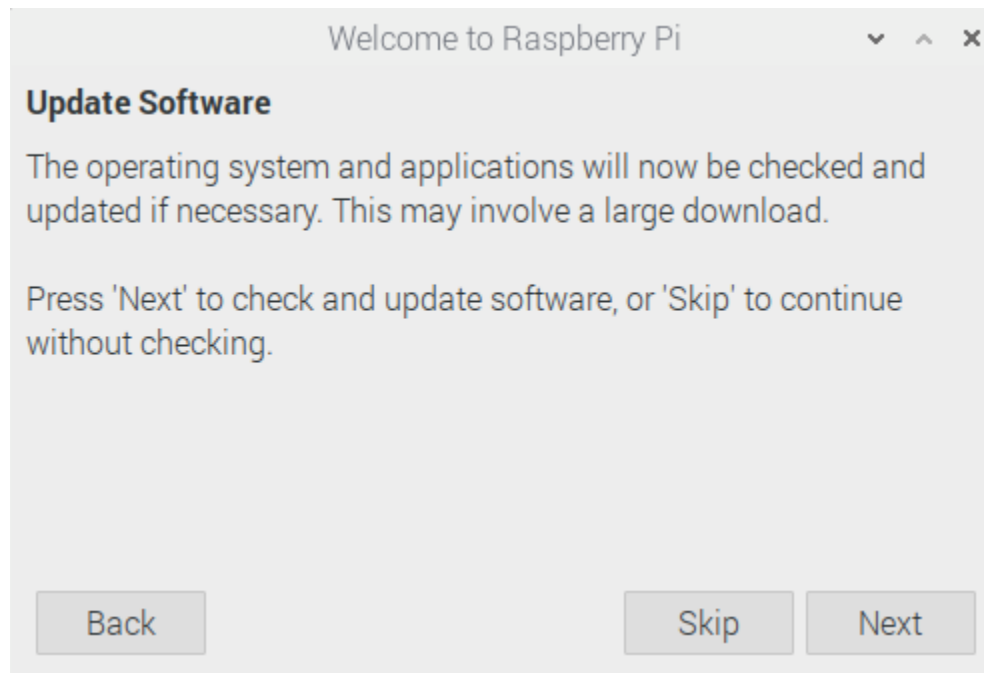 Welcome to Raspberry Pi
Update Software
The operating system and applications will now be checked and
updated if necessary. This may involve a large download.
Press 'Next' to check and update software, or 'Skip' to continue
without checking.
Back Skip Next